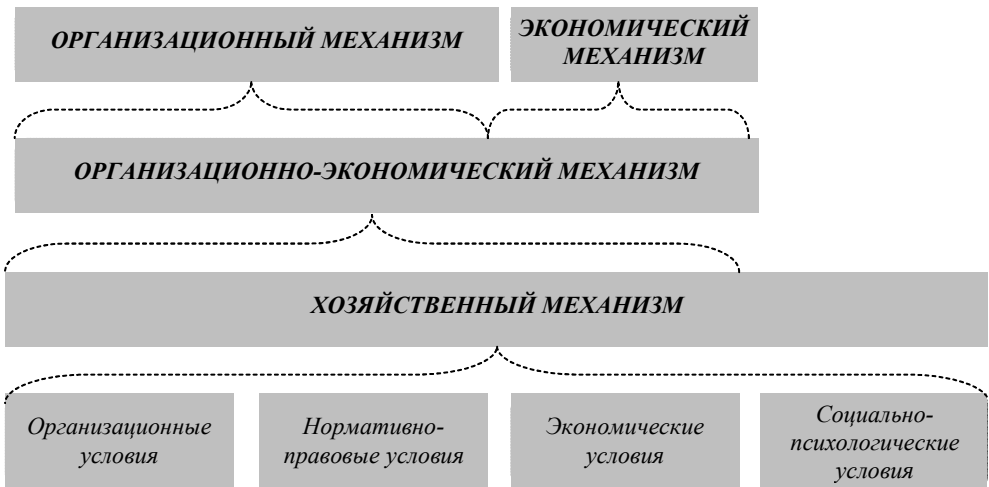 ОРГАНИЗАЦИОННЫЙ МЕХАНИЗМ
ЭКОНОМИЧЕСКИЙ
МЕХАНИЗМ
ОРГАНИЗАЦИОННО-ЭКОНОМИЧЕСКИЙ МЕХАНИЗМ
ХОЗЯЙСТВЕННЫЙ МЕХАНИЗМ
Организационные
условия
Нормативно-
правовые условия
Экономические
условия
Социально-
психологические
условия